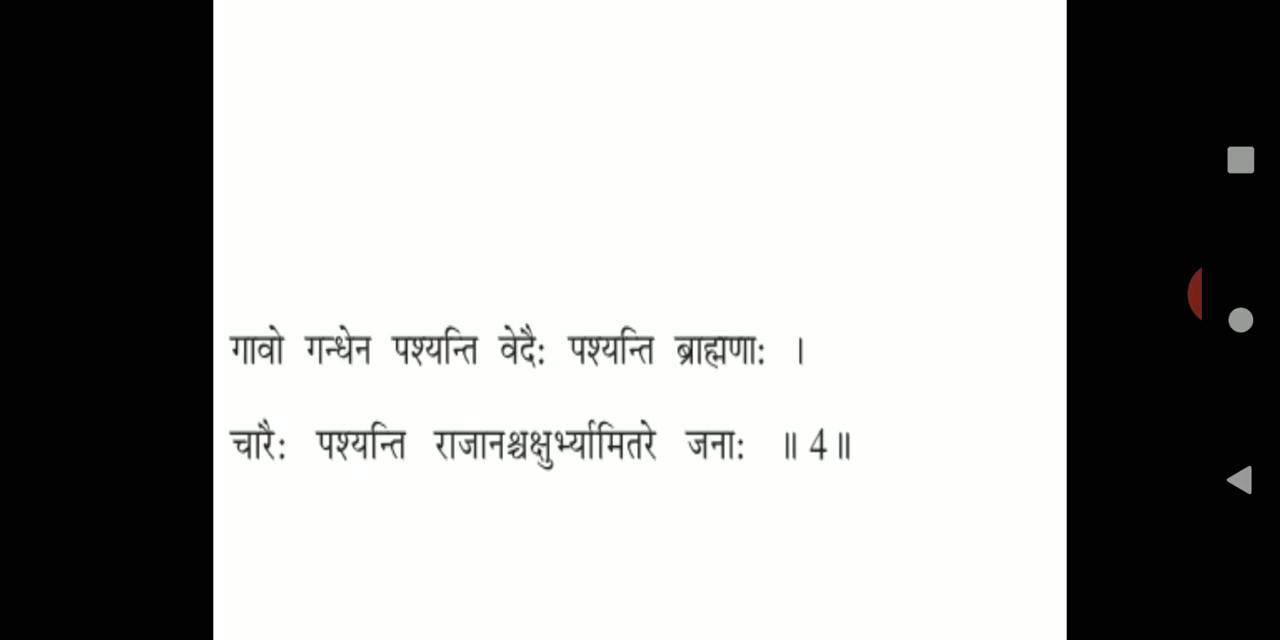 गावो गन्धेन पश्यन्ति वेदैः पश्यन्ति ब्राह्मणाः ।
चारैः पश्यन्ति राजानश्चक्षुर्भ्यामितरे जनाः ॥ 4 ॥